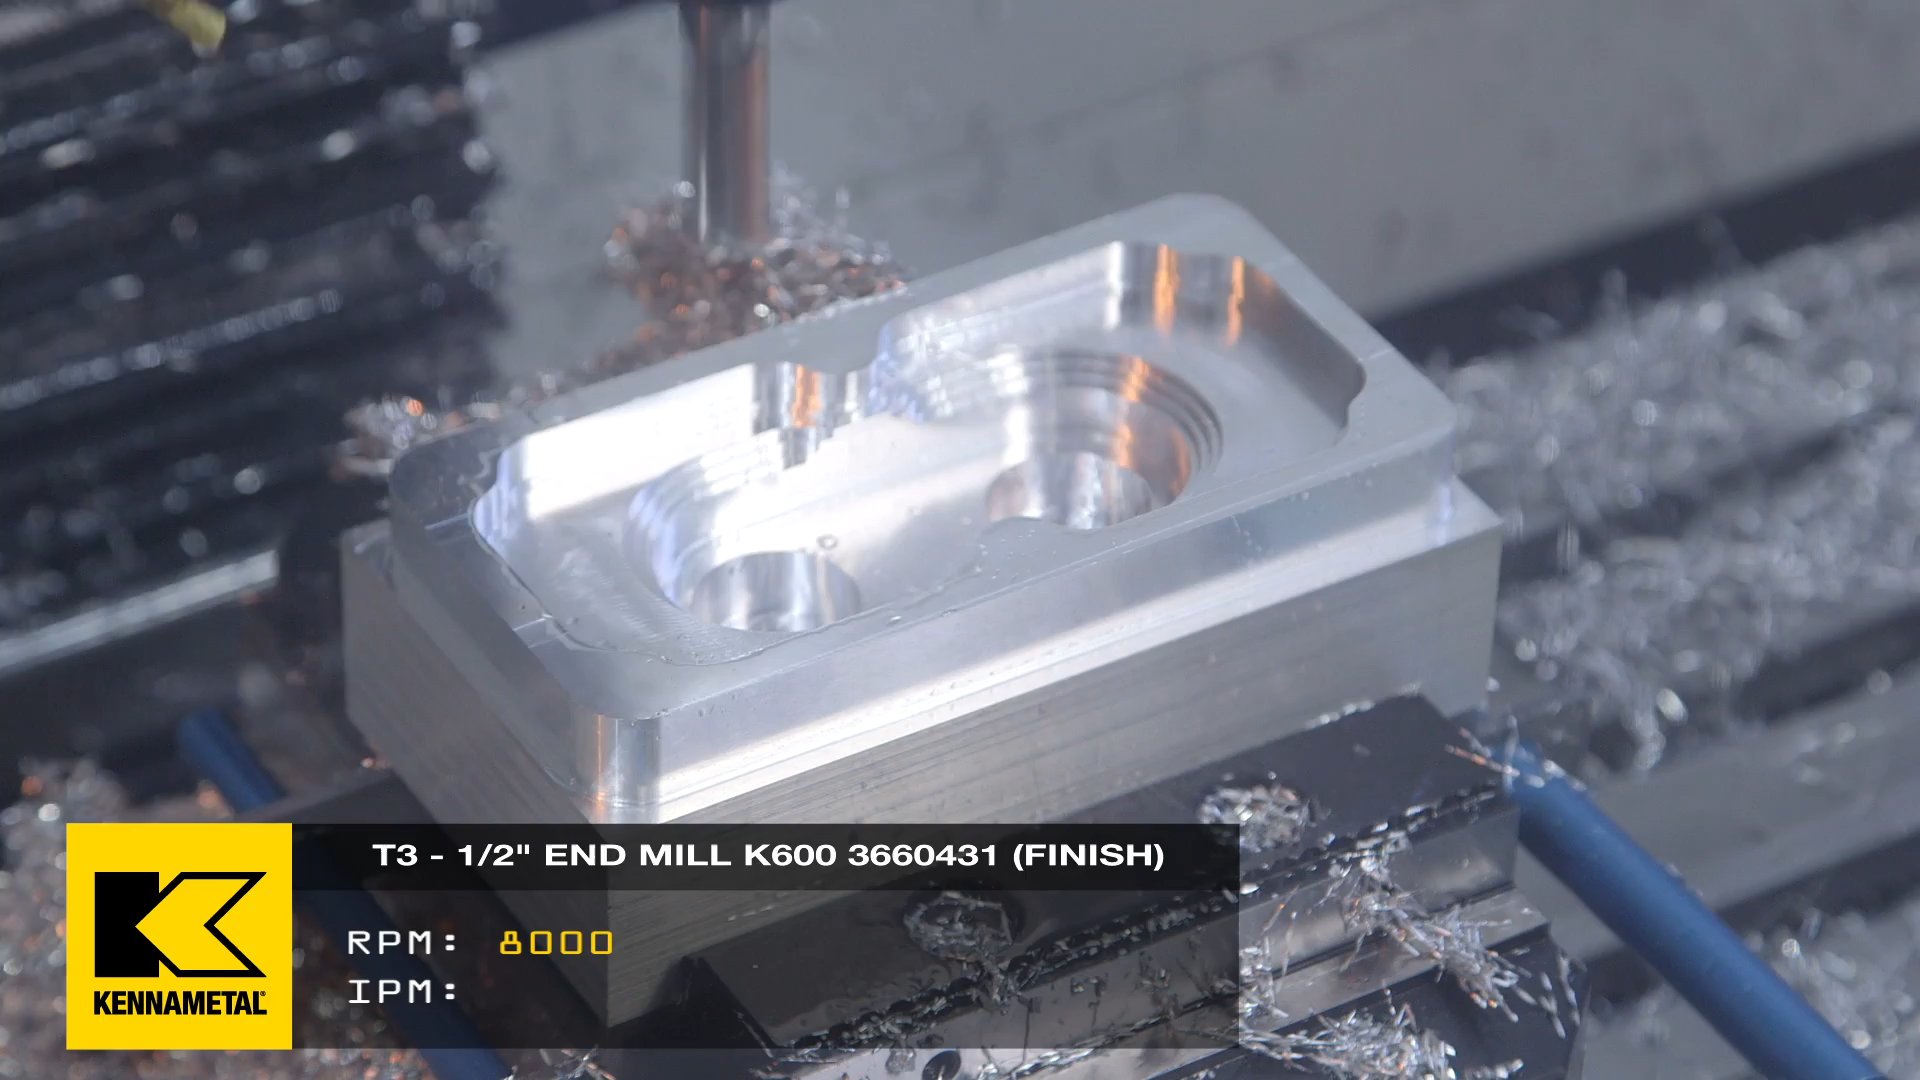 T3 - 1/2" END MILL K600 3660431 (FINISH)
RPM: 8000
IPM:
KENNAMETAL®